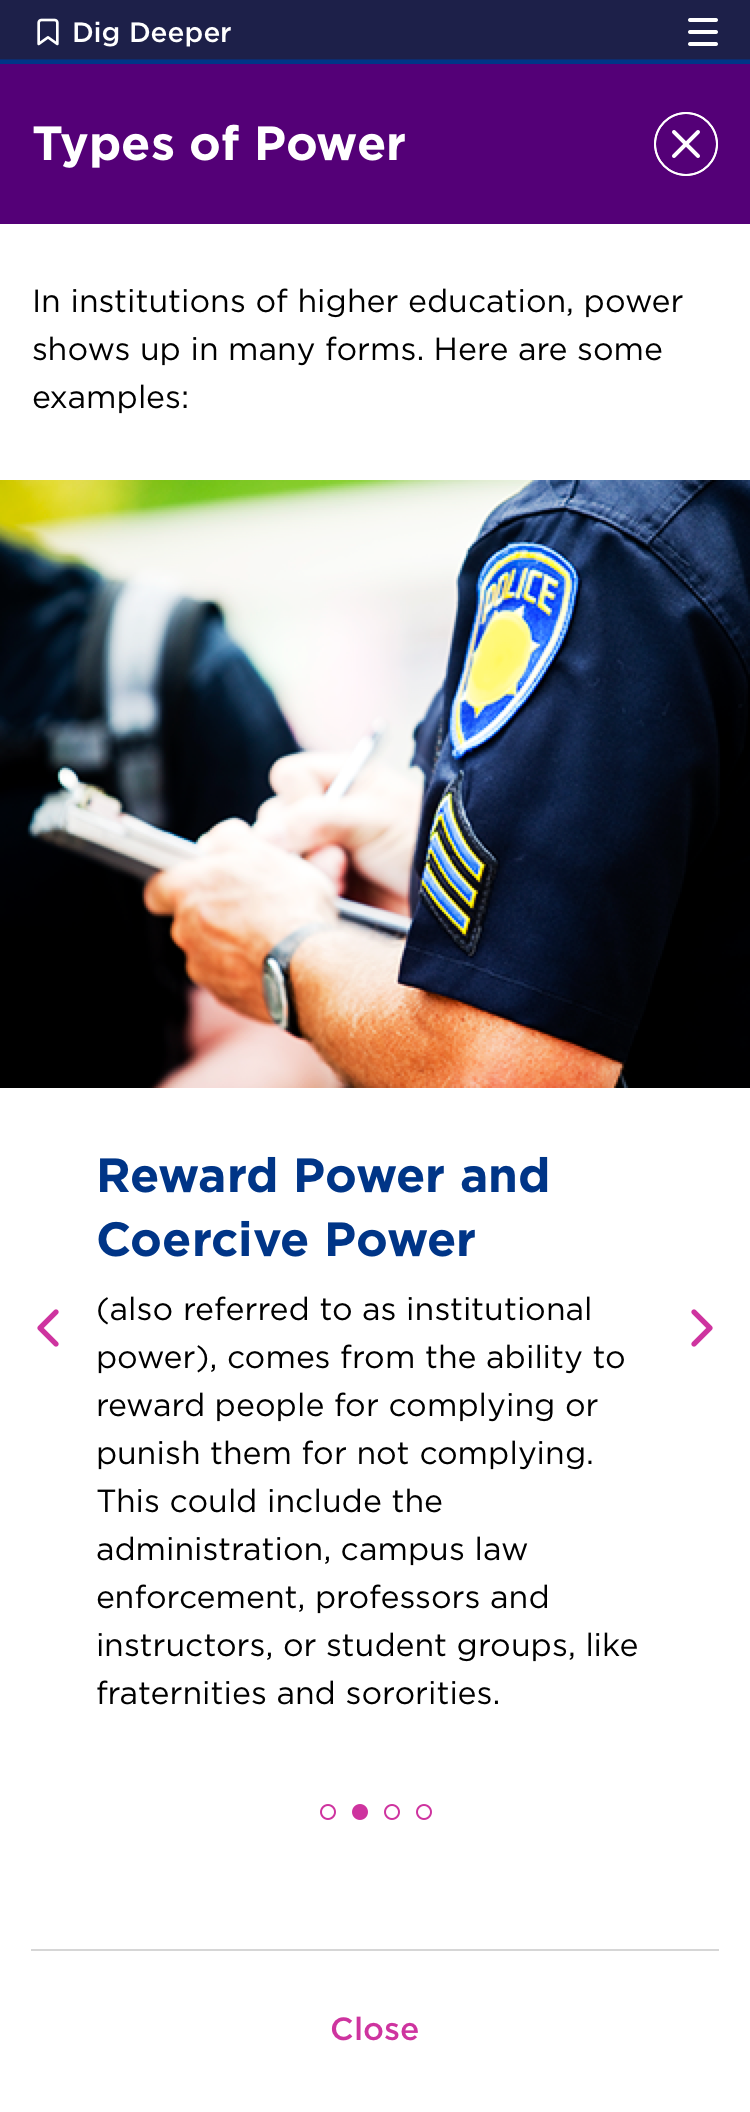 Dig Deeper
Types of Power
In institutions of higher education, power
shows up in many forms. Here are some
examples:
POLICE
Reward Power and
Coercive Power
(also referred to as institutional
power), comes from the ability to
reward people for complying or
punish them for not complying.
This could include the
administration, campus law
enforcement, professors and
instructors, or student groups, like
fraternities and sororities.
Close